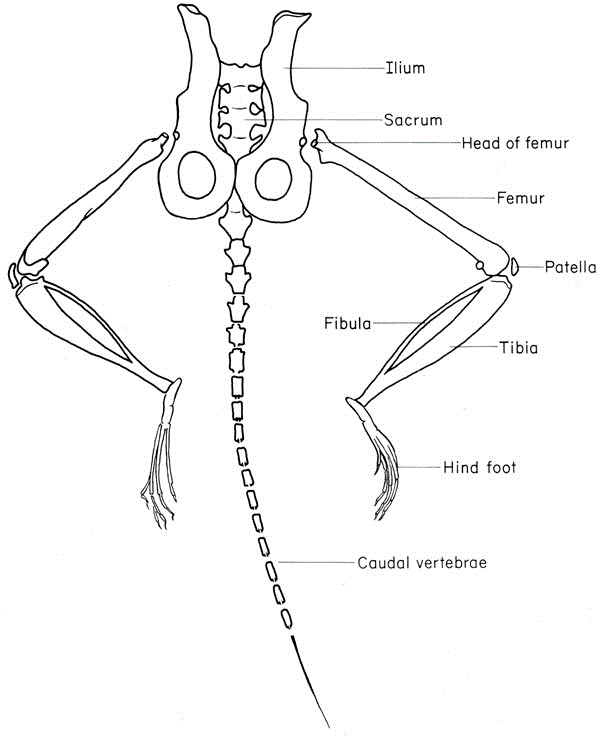 Ilium
Sacrum
Head of femur
Femur
Patella
Fibula
Tibia
Hind foot
Caudal vertebrae